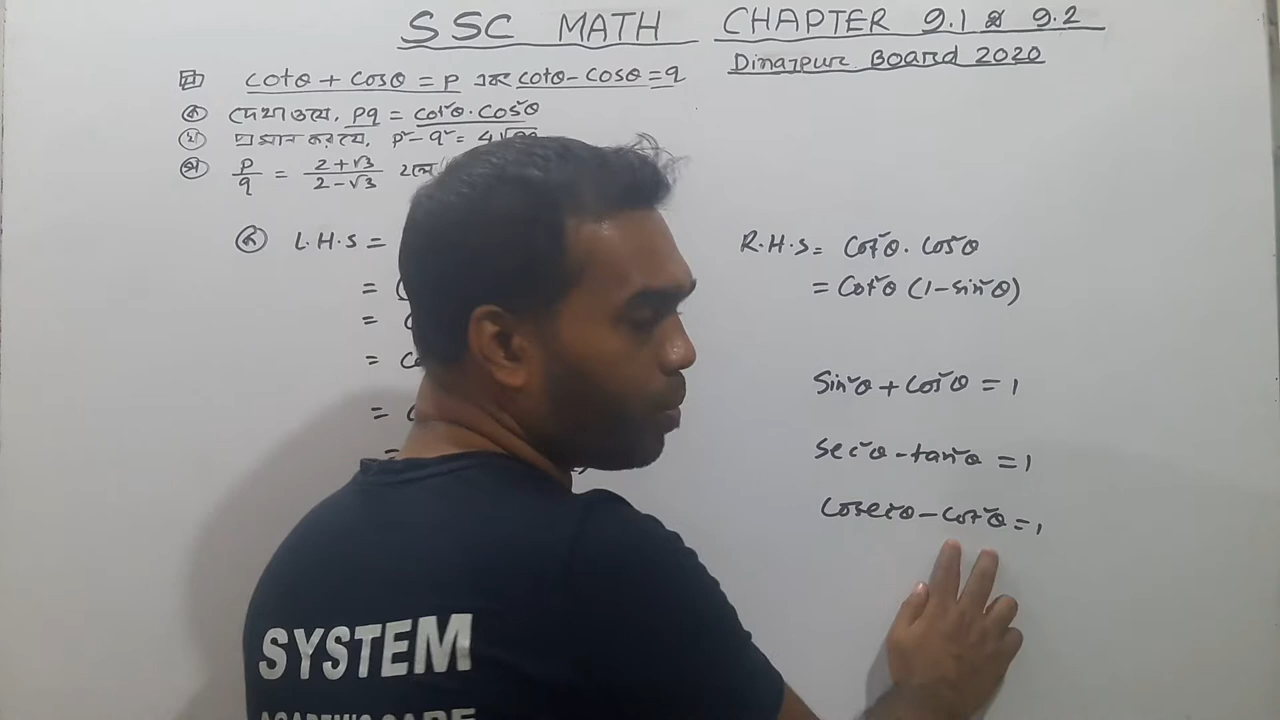 SSC MATH CHAPTER 9.1 & 9.2
Dinajpur Board 2020
cotθ + cosθ = p এবং cotθ - cosθ = q
ক দেখাও যে, pq = cot²θ. cos²θ
খ প্রমাণ কর যে, p² - q² = 4√
গ p/q = (2+√3)/(2-√3) হলে
ক L.H.S =
=
=
=
=
=
R.H.S = cot²θ. cos²θ
= cot²θ (1-sin²θ)
sin²θ + cos²θ = 1
sec²θ - tan²θ = 1
cosec²θ - cot²θ = 1
SYSTEM